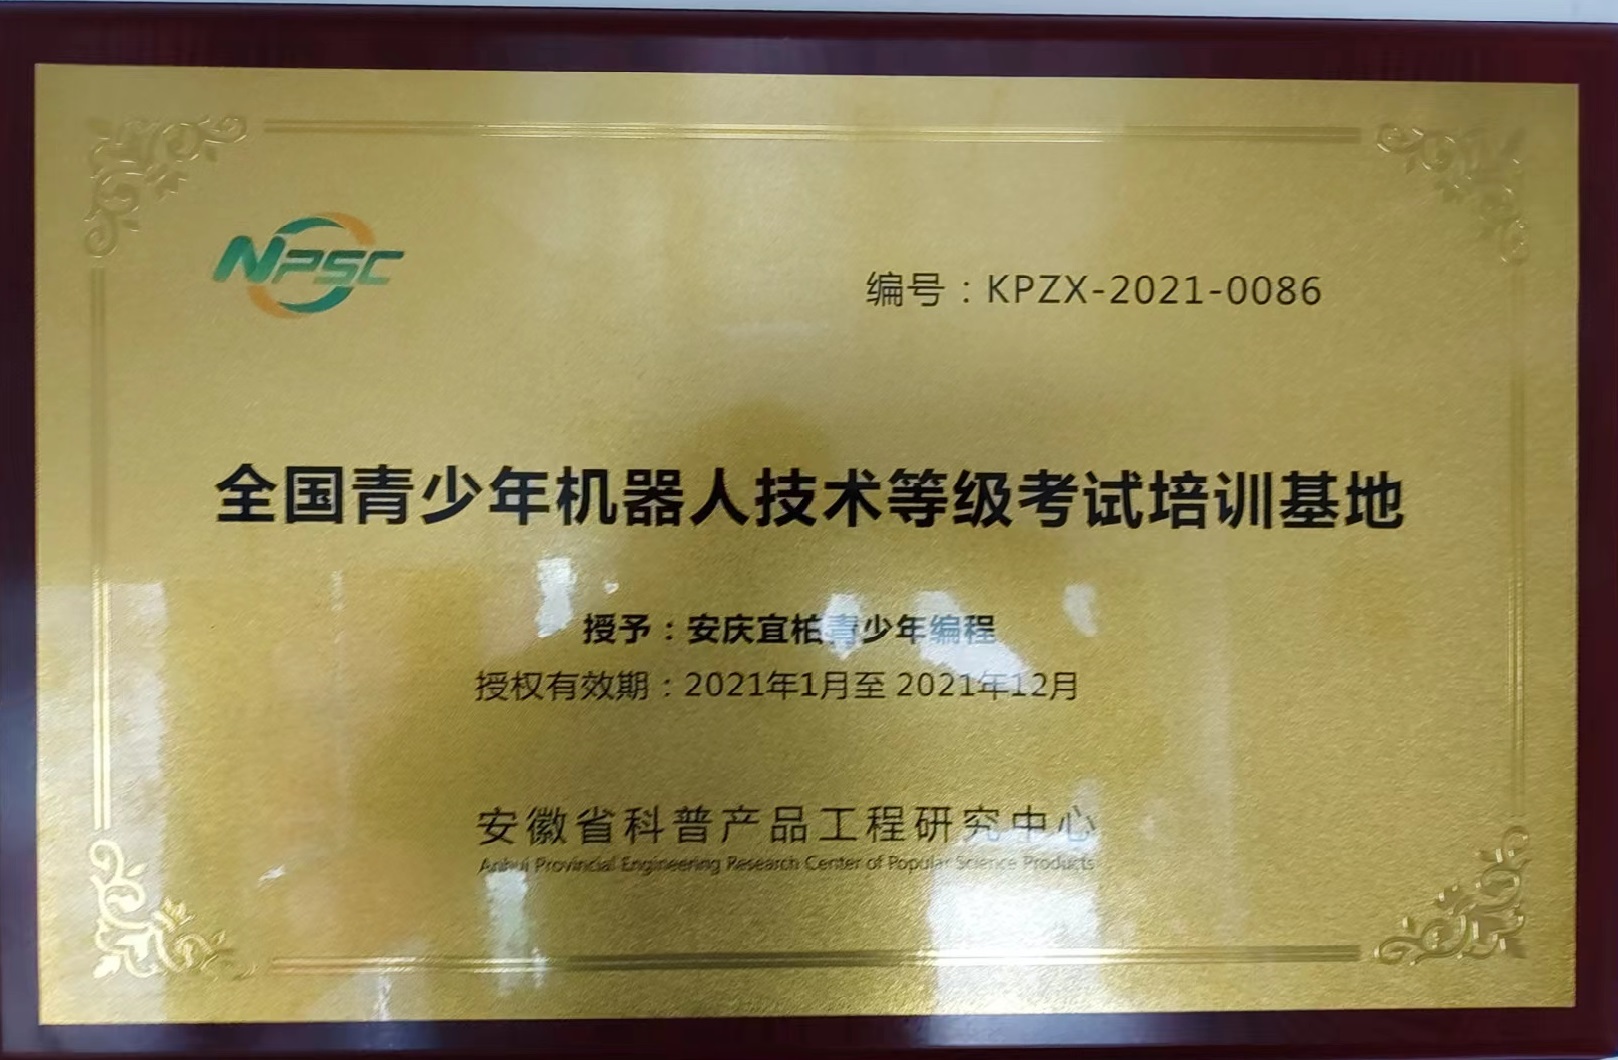 NPSC
编号：KPZX-2021-0086
全国青少年机器人技术等级考试培训基地
授予：安庆宜柏青少年编程
授权有效期：2021年1月至 2021年12月
安徽省科普产品工程研究中心
Anhui Provincial Engineering Research Center of Popular Science Products